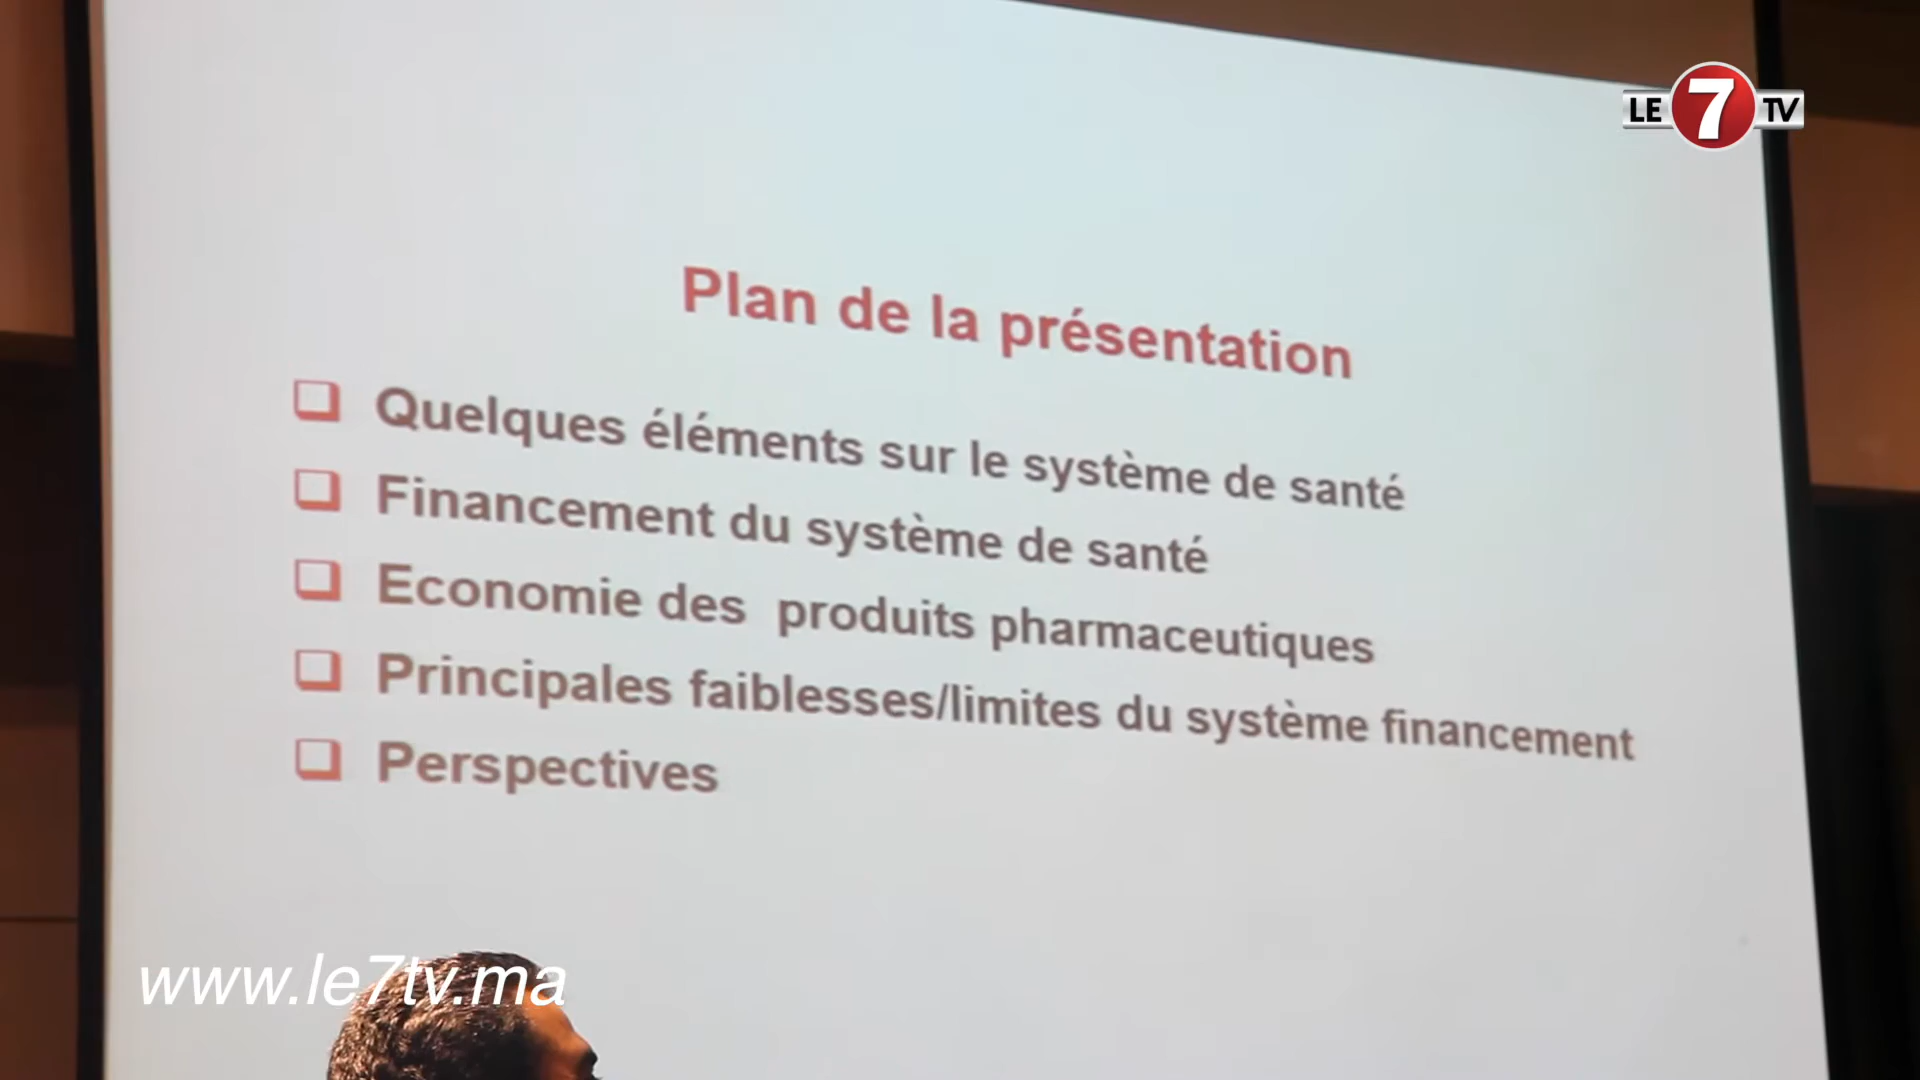 LE 7 TV
Plan de la présentation
Quelques éléments sur le système de santé
Financement du système de santé
Economie des produits pharmaceutiques
Principales faiblesses/limites du système financement
Perspectives
www.le7tv.ma